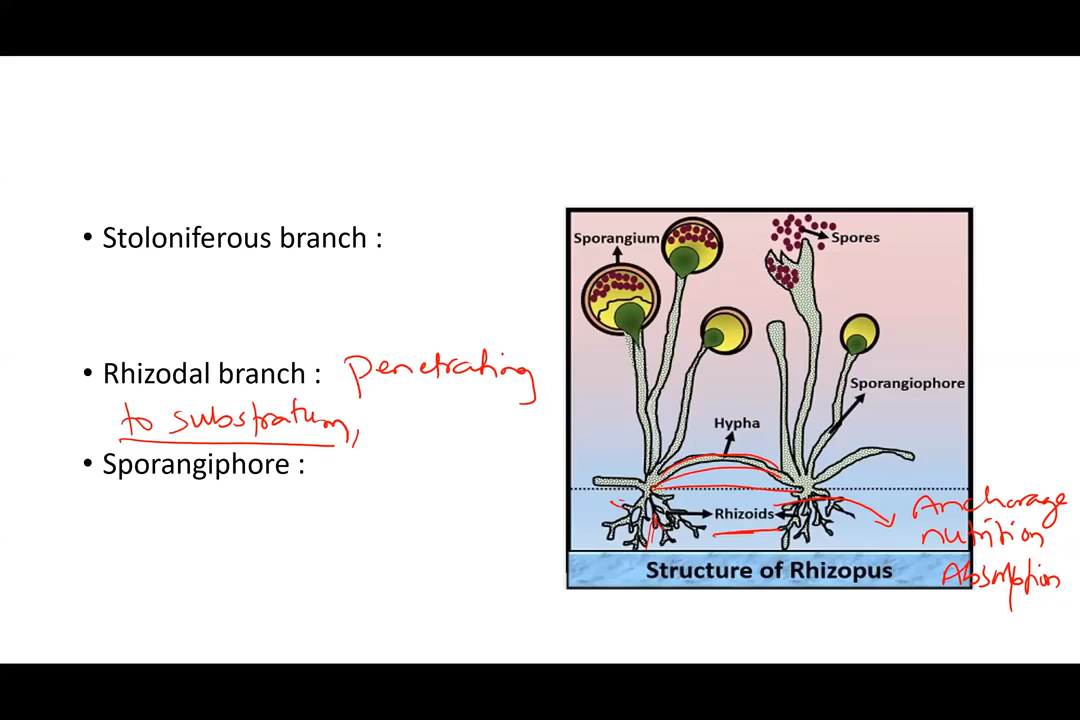 • Stoloniferous branch :
• Rhizodal branch : penetrating
to substratum,
• Sporangiphore :
Sporangium
Spores
Sporangiophore
Hypha
Rhizoids
Anchorage
nutrition
Absorption
Structure of Rhizopus